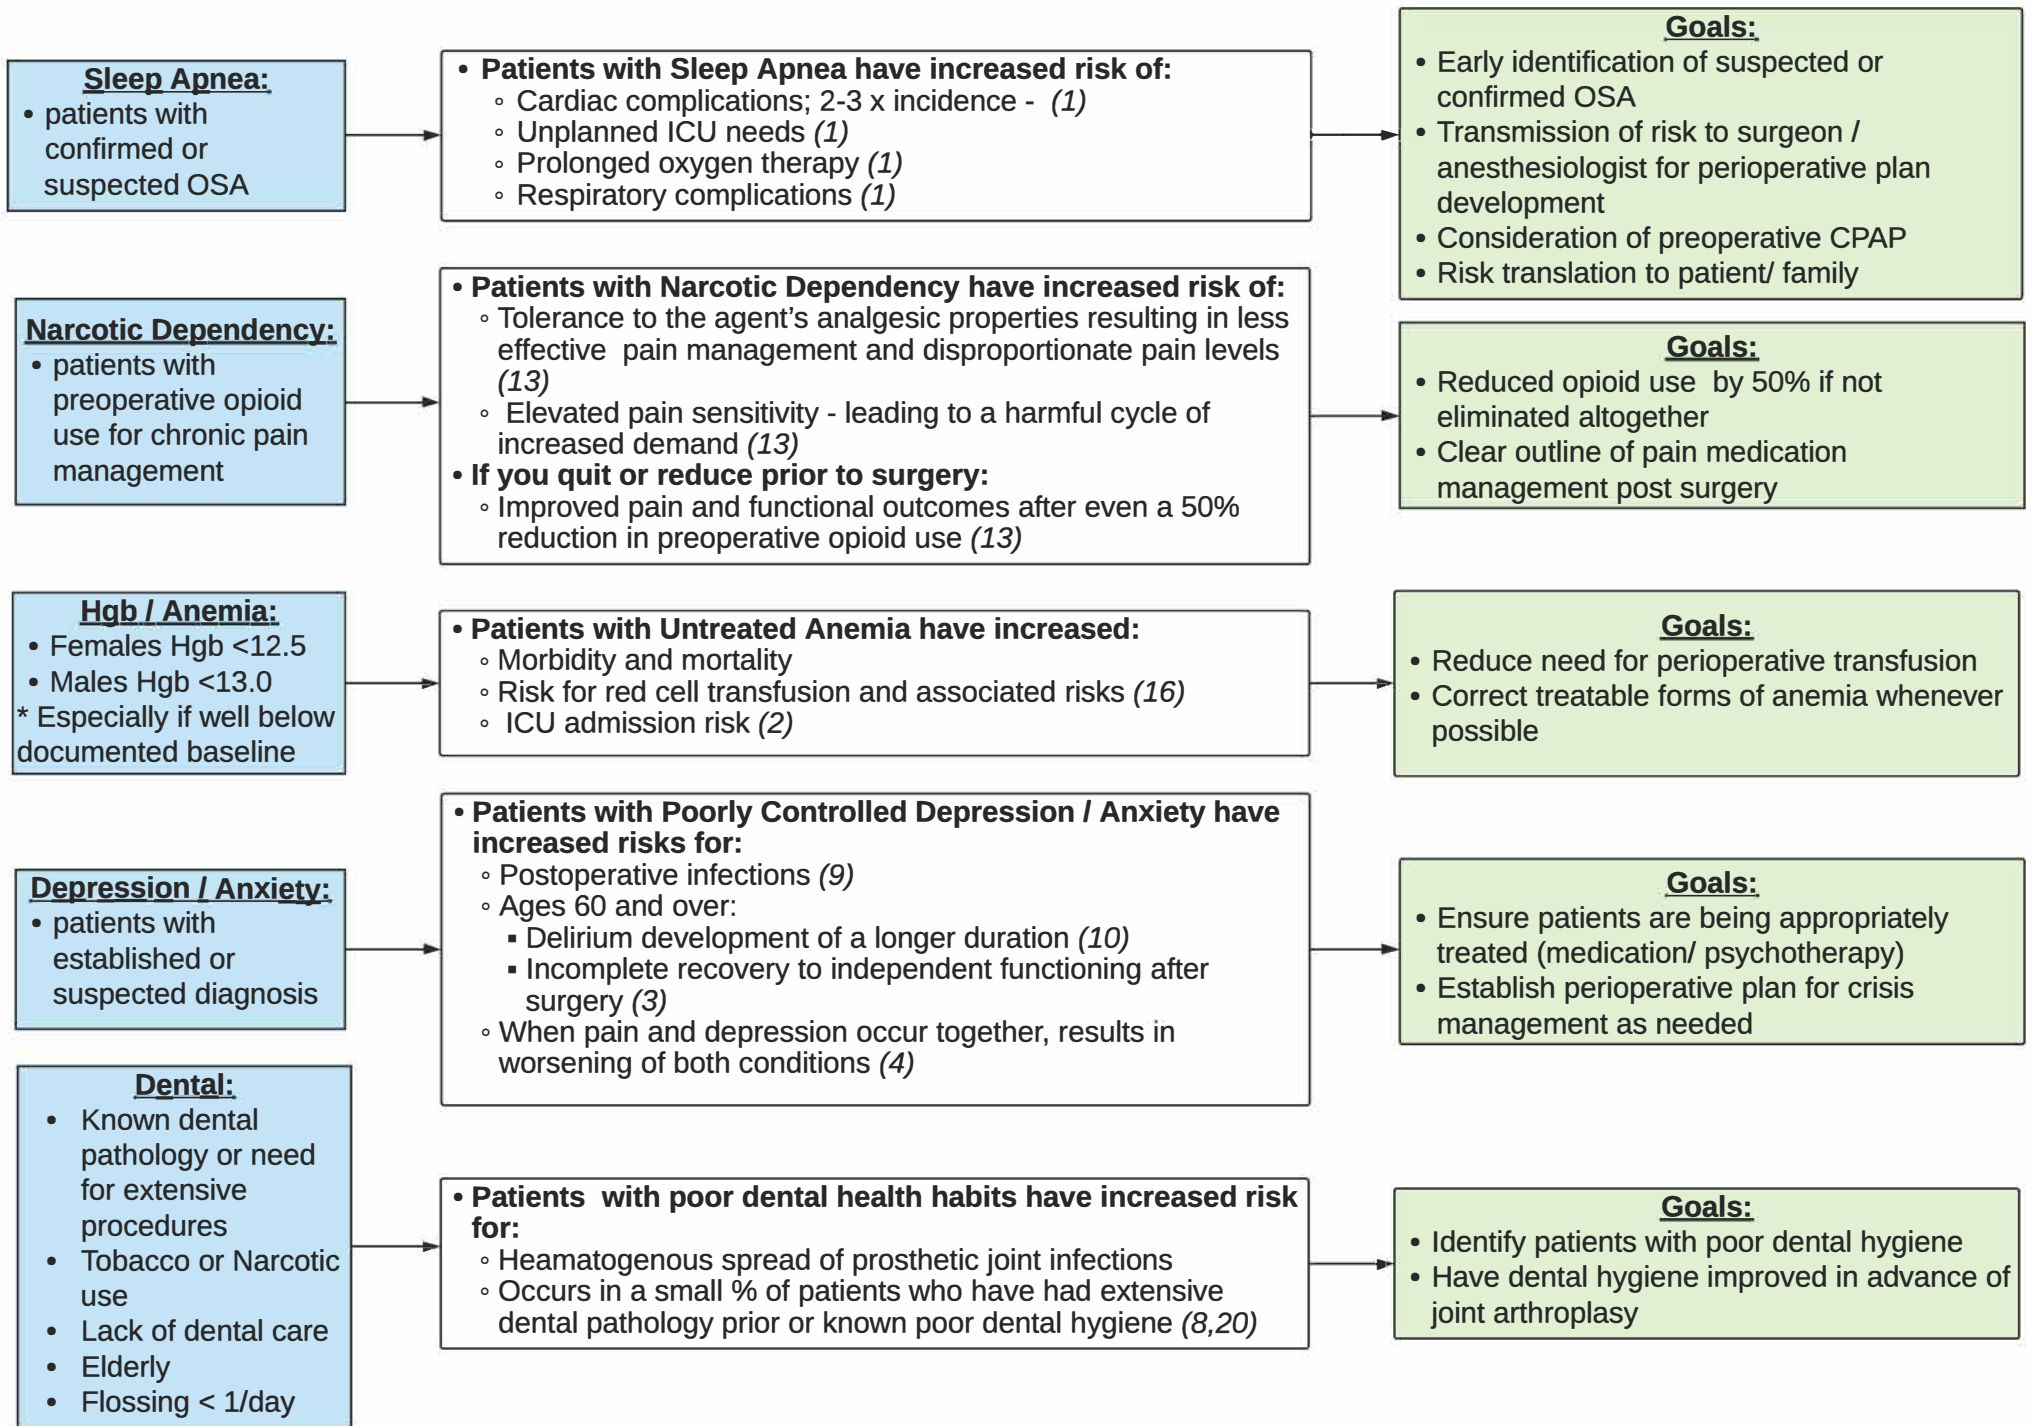 Sleep Apnea:
• patients with
confirmed or
suspected OSA
• Patients with Sleep Apnea have increased risk of:
◦ Cardiac complications; 2-3 x incidence - (1)
◦ Unplanned ICU needs (1)
◦ Prolonged oxygen therapy (1)
◦ Respiratory complications (1)
Goals:
• Early identification of suspected or
confirmed OSA
• Transmission of risk to surgeon /
anesthesiologist for perioperative plan
development
• Consideration of preoperative CPAP
• Risk translation to patient/ family
Narcotic Dependency:
• patients with
preoperative opioid
use for chronic pain
management
• Patients with Narcotic Dependency have increased risk of:
◦ Tolerance to the agent's analgesic properties resulting in less
effective pain management and disproportionate pain levels
(13)
◦ Elevated pain sensitivity - leading to a harmful cycle of
increased demand (13)
• If you quit or reduce prior to surgery:
◦ Improved pain and functional outcomes after even a 50%
reduction in preoperative opioid use (13)
Goals:
• Reduced opioid use by 50% if not
eliminated altogether
• Clear outline of pain medication
management post surgery
Hgb / Anemia:
• Females Hgb <12.5
• Males Hgb <13.0
* Especially if well below
documented baseline
• Patients with Untreated Anemia have increased:
◦ Morbidity and mortality
◦ Risk for red cell transfusion and associated risks (16)
◦ ICU admission risk (2)
Goals:
• Reduce need for perioperative transfusion
• Correct treatable forms of anemia whenever
possible
Depression / Anxiety:
• patients with
established or
suspected diagnosis
• Patients with Poorly Controlled Depression / Anxiety have
increased risks for:
◦ Postoperative infections (9)
◦ Ages 60 and over:
▪ Delirium development of a longer duration (10)
▪ Incomplete recovery to independent functioning after
surgery (3)
◦ When pain and depression occur together, results in
worsening of both conditions (4)
Goals:
• Ensure patients are being appropriately
treated (medication/ psychotherapy)
• Establish perioperative plan for crisis
management as needed
Dental:
• Known dental
pathology or need
for extensive
procedures
• Tobacco or Narcotic
use
• Lack of dental care
• Elderly
• Flossing < 1/day
• Patients with poor dental health habits have increased risk
for:
◦ Heamatogenous spread of prosthetic joint infections
◦ Occurs in a small % of patients who have had extensive
dental pathology prior or known poor dental hygiene (8,20)
Goals:
• Identify patients with poor dental hygiene
• Have dental hygiene improved in advance of
joint arthroplasy